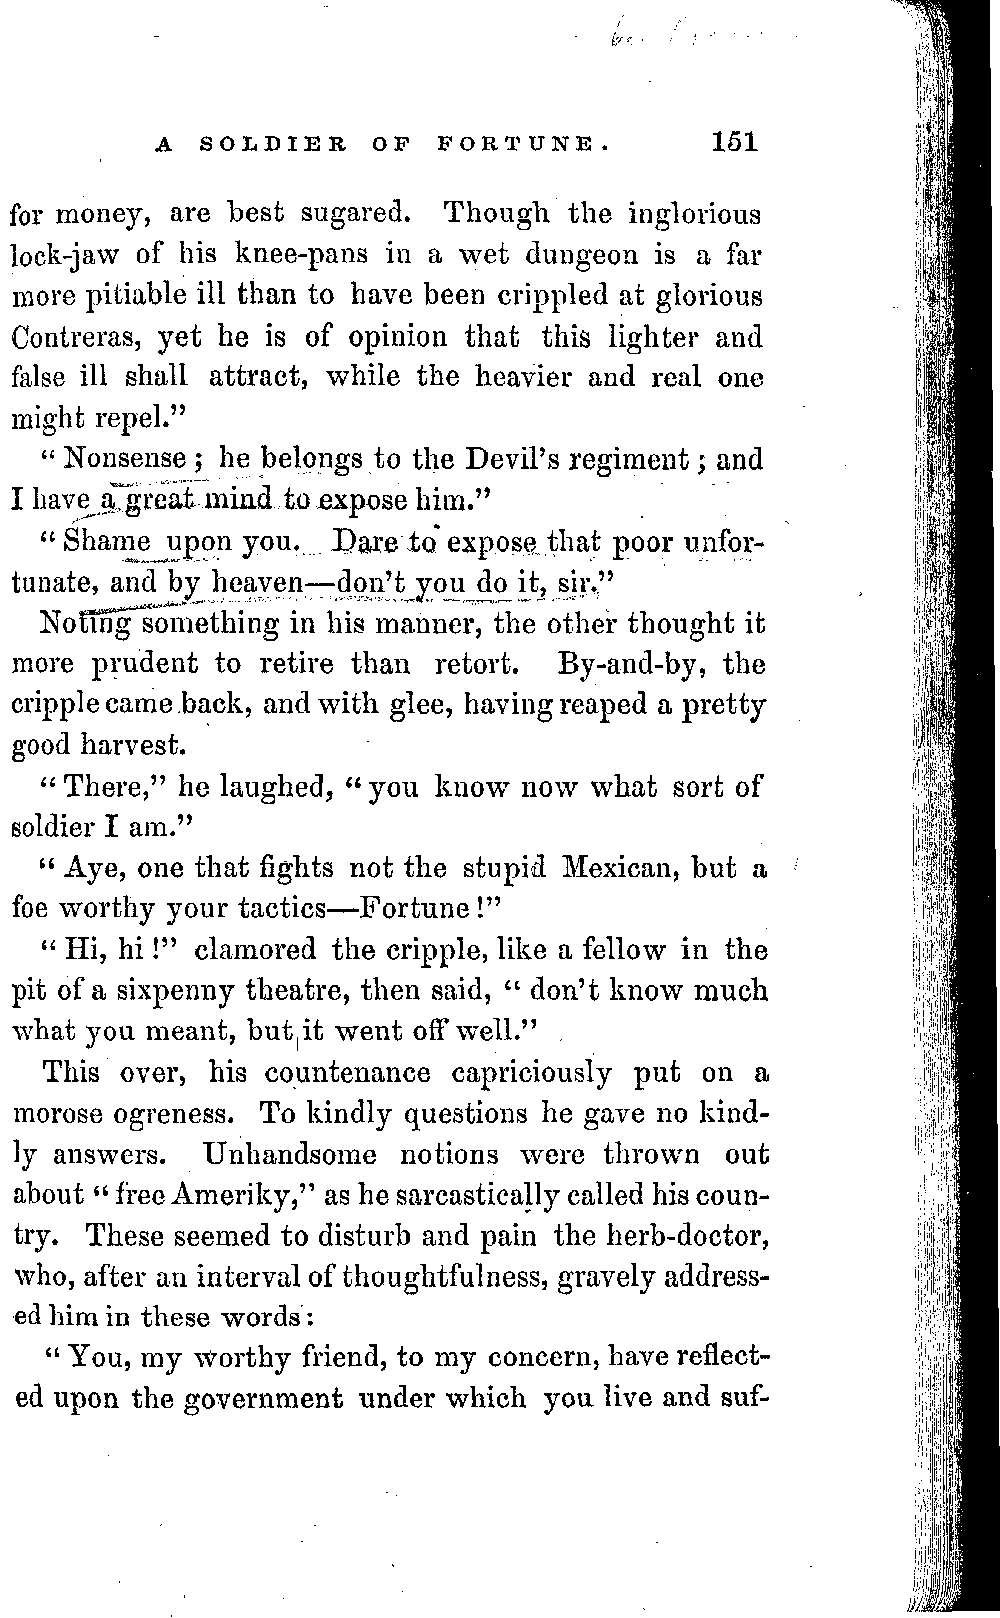 A SOLDIER OF FORTUNE. 151
for money, are best sugared. Though the inglorious
lock-jaw of his knee-pans in a wet dungeon is a far
more pitiable ill than to have been crippled at glorious
Contreras, yet he is of opinion that this lighter and
false ill shall attract, while the heavier and real one
might repel."
"Nonsense; he belongs to the Devil's regiment; and
I have a great mind to expose him."
"Shame upon you. Dare to expose that poor unfor-
tunate, and by heaven—don't you do it, sir."
Noting something in his manner, the other thought it
more prudent to retire than retort. By-and-by, the
cripple came back, and with glee, having reaped a pretty
good harvest.
"There," he laughed, "you know now what sort of
soldier I am."
"Aye, one that fights not the stupid Mexican, but a
foe worthy your tactics—Fortune!"
"Hi, hi!" clamored the cripple, like a fellow in the
pit of a sixpenny theatre, then said, "don't know much
what you meant, but it went off well."
This over, his countenance capriciously put on a
morose ogreness. To kindly questions he gave no kind-
ly answers. Unhandsome notions were thrown out
about "free Ameriky," as he sarcastically called his coun-
try. These seemed to disturb and pain the herb-doctor,
who, after an interval of thoughtfulness, gravely address-
ed him in these words:
"You, my worthy friend, to my concern, have reflect-
ed upon the government under which you live and suf-